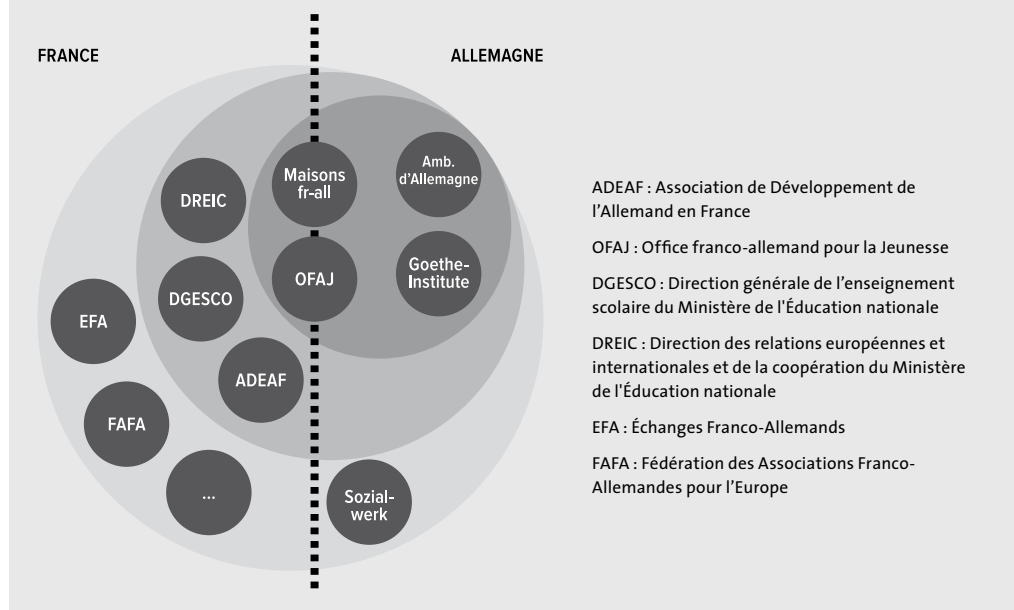 FRANCE
ALLEMAGNE
Maisons
fr-all
Amb.
d'Allemagne
DREIC
OFAJ
Goethe-
Institute
DGESCO
EFA
ADEAF
FAFA
...
Sozial-
werk
ADEAF : Association de Développement de
l'Allemand en France
OFAJ : Office franco-allemand pour la Jeunesse
DGESCO : Direction générale de l'enseignement
scolaire du Ministère de l'Éducation nationale
DREIC : Direction des relations européennes et
internationales et de la coopération du Ministère
de l'Éducation nationale
EFA : Échanges Franco-Allemands
FAFA : Fédération des Associations Franco-
Allemandes pour l'Europe